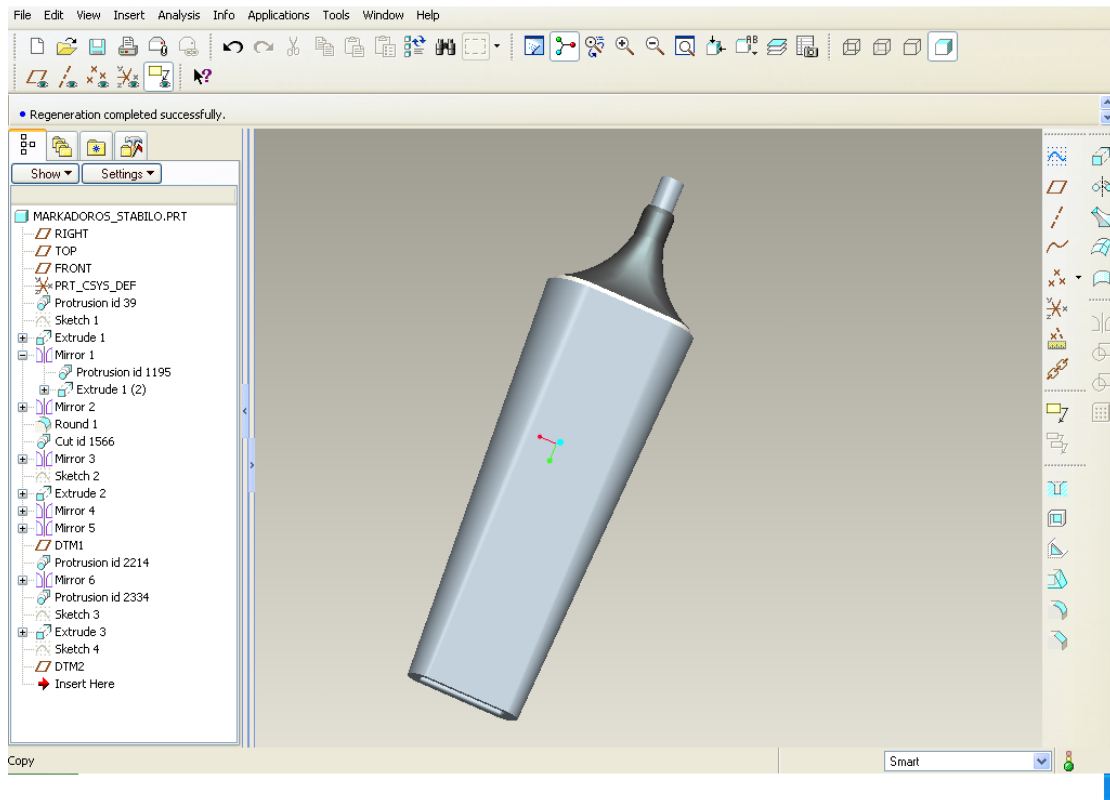 File Edit View Insert Analysis Info Applications Tools Window Help
Regeneration completed successfully.
Show Settings
MARKADOROS_STABILO.PRT
RIGHT
TOP
FRONT
PRT_CSYS_DEF
Protrusion id 39
Sketch 1
Extrude 1
Mirror 1
Protrusion id 1195
Extrude 1 (2)
Mirror 2
Round 1
Cut id 1566
Mirror 3
Sketch 2
Extrude 2
Mirror 4
Mirror 5
DTM1
Protrusion id 2214
Mirror 6
Protrusion id 2334
Sketch 3
Extrude 3
Sketch 4
DTM2
Insert Here
Copy
Smart